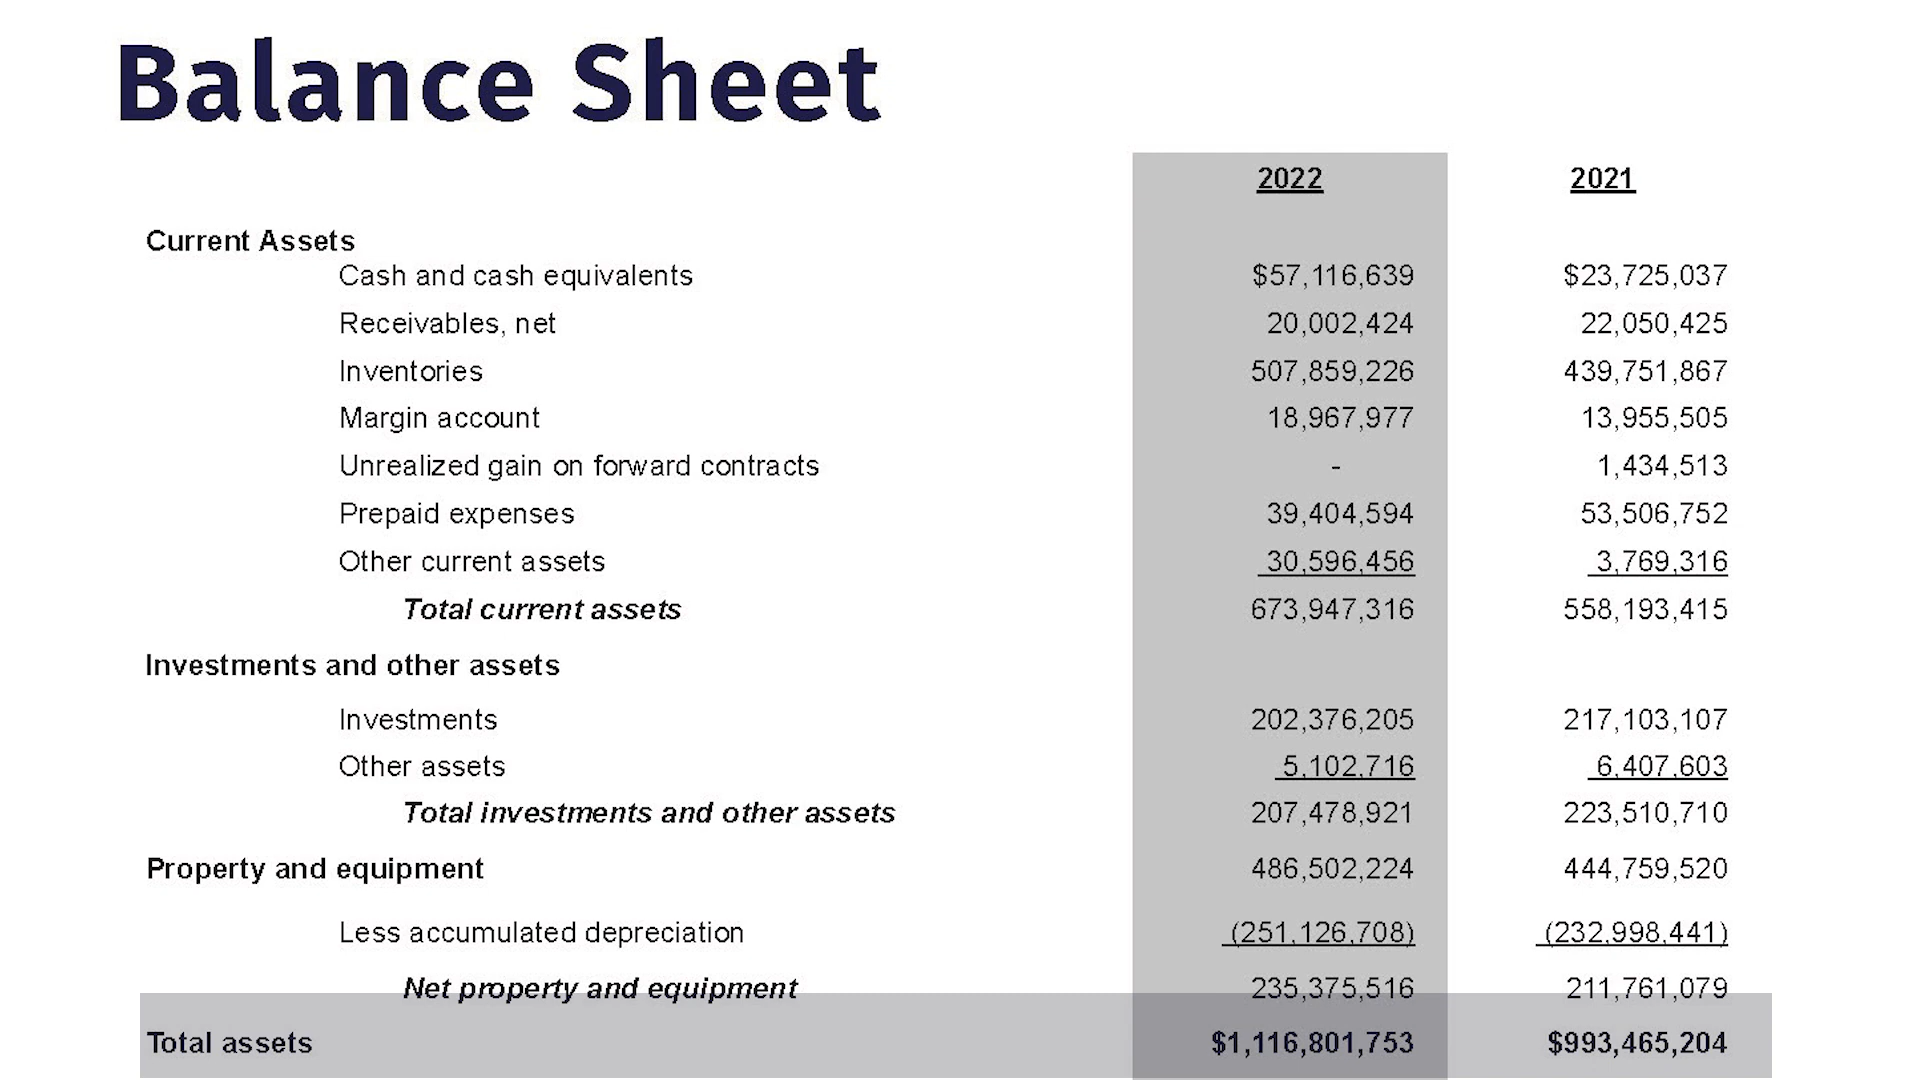 Balance Sheet
2022 2021
Current Assets
Cash and cash equivalents $57,116,639 $23,725,037
Receivables, net 20,002,424 22,050,425
Inventories 507,859,226 439,751,867
Margin account 18,967,977 13,955,505
Unrealized gain on forward contracts - 1,434,513
Prepaid expenses 39,404,594 53,506,752
Other current assets 30,596,456 3,769,316
Total current assets 673,947,316 558,193,415
Investments and other assets
Investments 202,376,205 217,103,107
Other assets 5,102,716 6,407,603
Total investments and other assets 207,478,921 223,510,710
Property and equipment 486,502,224 444,759,520
Less accumulated depreciation (251,126,708) (232,998,441)
Net property and equipment 235,375,516 211,761,079
Total assets $1,116,801,753 $993,465,204